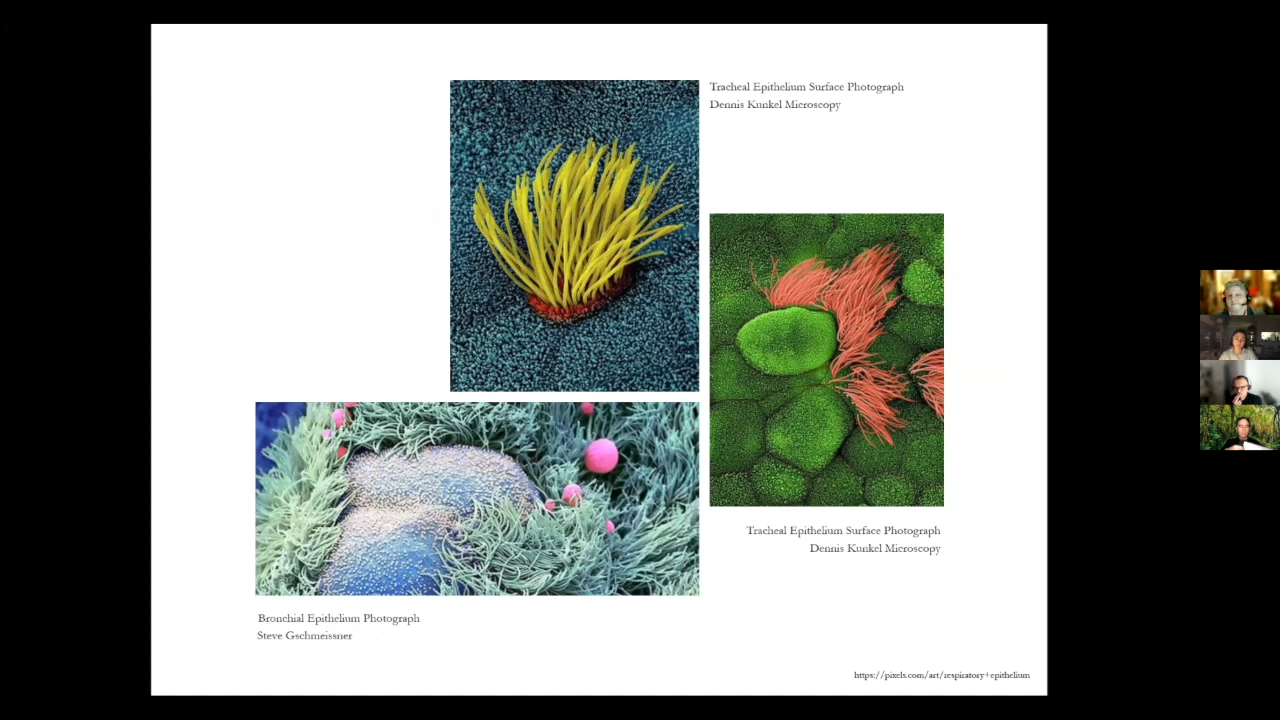 Tracheal Epithelium Surface Photograph
Dennis Kunkel Microscopy
Tracheal Epithelium Surface Photograph
Dennis Kunkel Microscopy
Bronchial Epithelium Photograph
Steve Gschmeissner
https://pixels.com/art/respiratory+epithelium